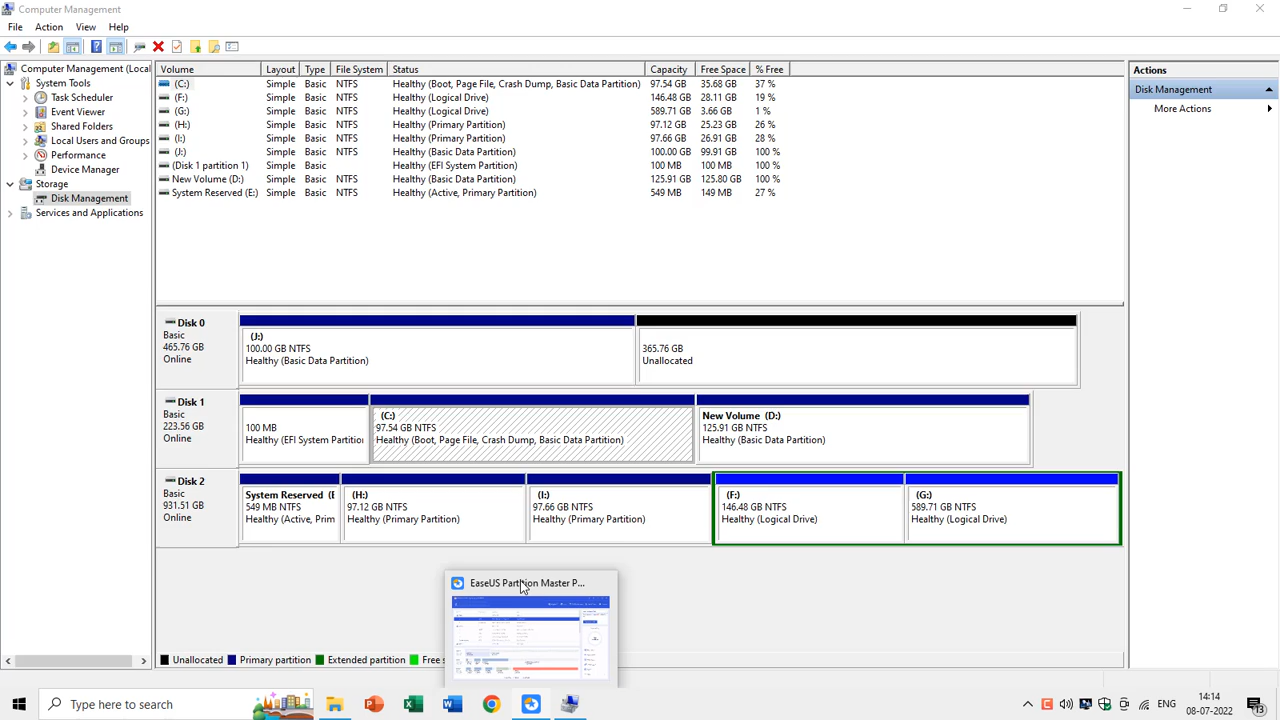 Computer Management
File Action View Help
Computer Management (Local
System Tools
Task Scheduler
Event Viewer
Shared Folders
Local Users and Groups
Performance
Device Manager
Storage
Disk Management
Services and Applications
Volume Layout Type File System Status Capacity Free Space % Free
(C:) Simple Basic NTFS Healthy (Boot, Page File, Crash Dump, Basic Data Partition) 97.54 GB 35.68 GB 37 %
(F:) Simple Basic NTFS Healthy (Logical Drive) 146.48 GB 28.11 GB 19 %
(G:) Simple Basic NTFS Healthy (Logical Drive) 589.71 GB 3.66 GB 1 %
(H:) Simple Basic NTFS Healthy (Primary Partition) 97.12 GB 25.23 GB 26 %
(I:) Simple Basic NTFS Healthy (Primary Partition) 97.66 GB 26.91 GB 28 %
(J:) Simple Basic NTFS Healthy (Basic Data Partition) 100.00 GB 99.91 GB 100 %
(Disk 1 partition 1) Simple Basic Healthy (EFI System Partition) 100 MB 100 MB 100 %
New Volume (D:) Simple Basic NTFS Healthy (Basic Data Partition) 125.91 GB 125.80 GB 100 %
System Reserved (E:) Simple Basic NTFS Healthy (Active, Primary Partition) 549 MB 149 MB 27 %
Actions
Disk Management
More Actions
Disk 0
Basic
465.76 GB
Online
(J:)
100.00 GB NTFS
Healthy (Basic Data Partition)
365.76 GB
Unallocated
Disk 1
Basic
223.56 GB
Online
100 MB
Healthy (EFI System Partitio
(C:)
97.54 GB NTFS
Healthy (Boot, Page File, Crash Dump, Basic Data Partition)
New Volume (D:)
125.91 GB NTFS
Healthy (Basic Data Partition)
Disk 2
Basic
931.51 GB
Online
System Reserved (E
549 MB NTFS
Healthy (Active, Prim
(H:)
97.12 GB NTFS
Healthy (Primary Partition)
(I:)
97.66 GB NTFS
Healthy (Primary Partition)
(F:)
146.48 GB NTFS
Healthy (Logical Drive)
(G:)
589.71 GB NTFS
Healthy (Logical Drive)
EaseUS Partition Master P...
Unallocated Primary partition Extended partition Free s
Type here to search
ENG
14:14
08-07-2022
13